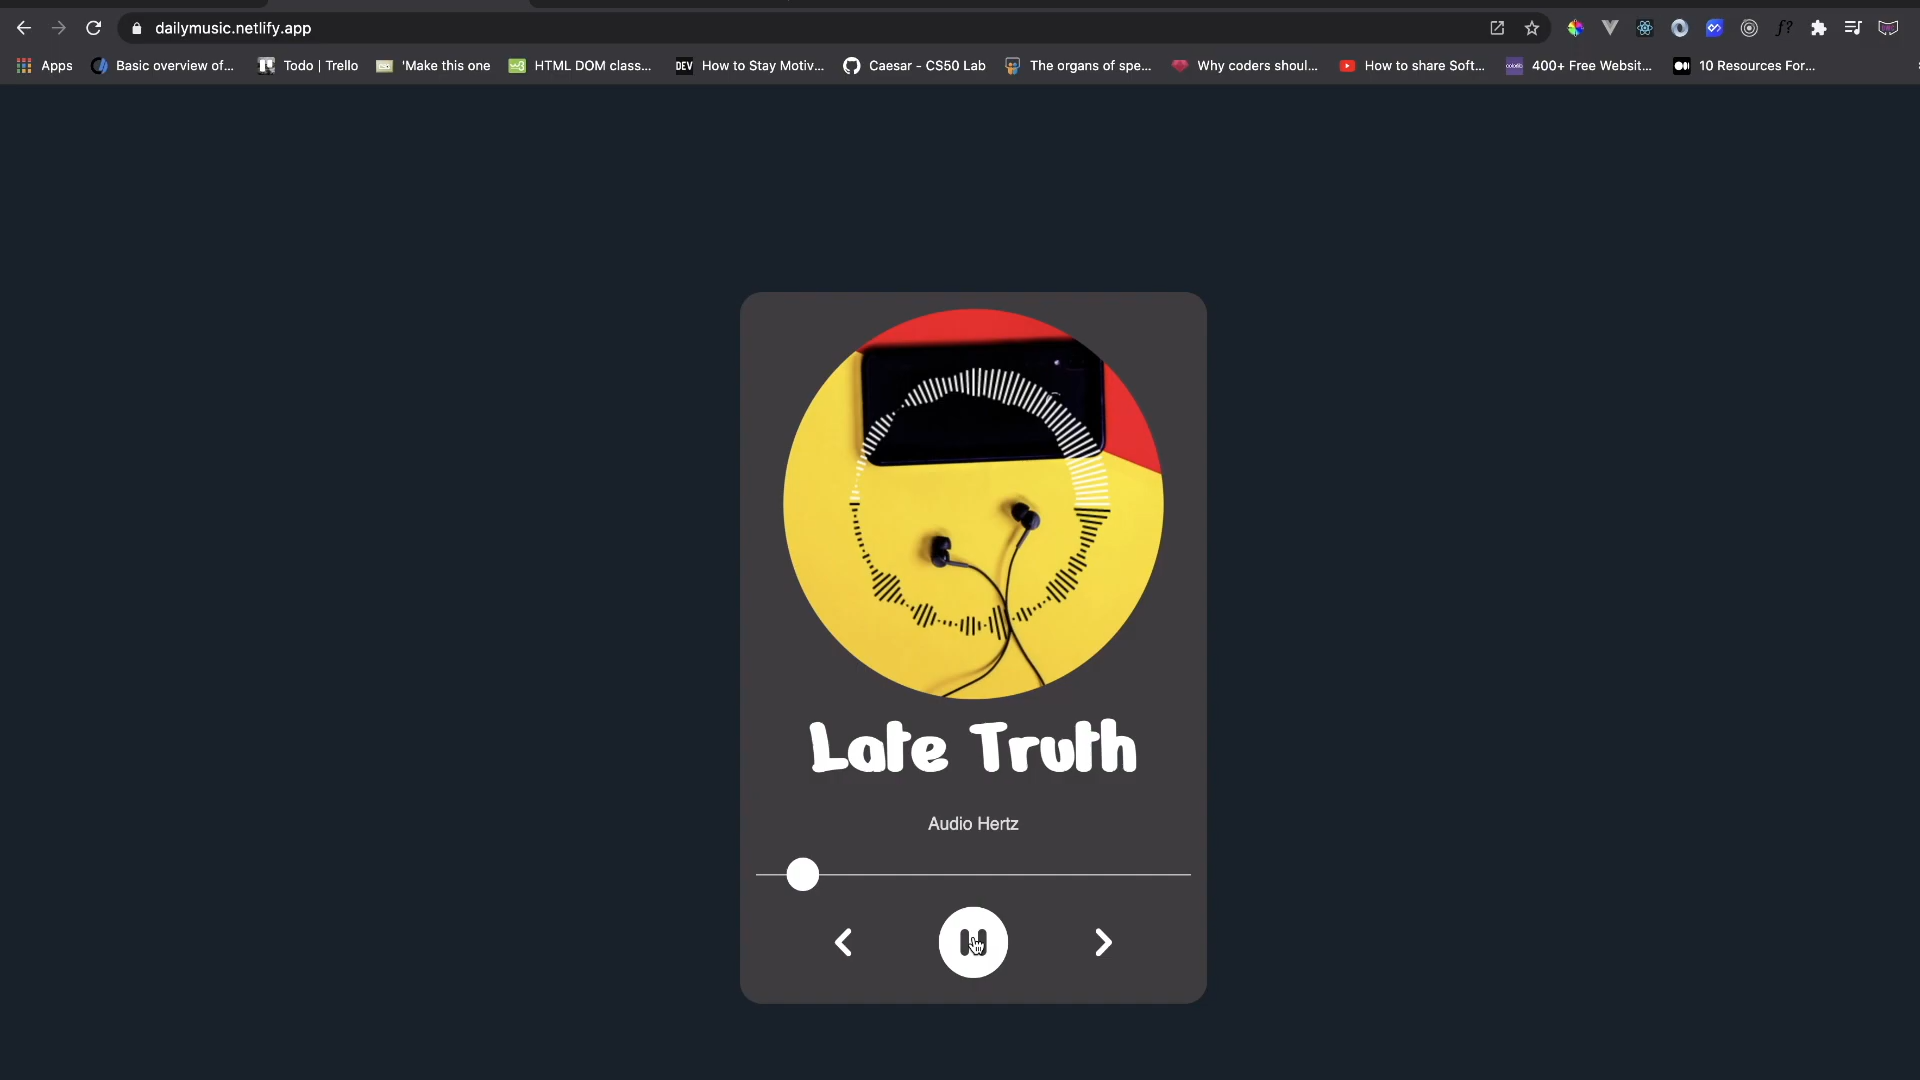 dailymusic.netlify.app
f?
Apps
Basic overview of...
Todo | Trello
'Make this one
HTML DOM class...
DEV
How to Stay Motiv...
Caesar - CS50 Lab
The organs of spe...
Why coders shoul...
How to share Soft...
400+ Free Websit...
10 Resources For...
Late Truth
Audio Hertz